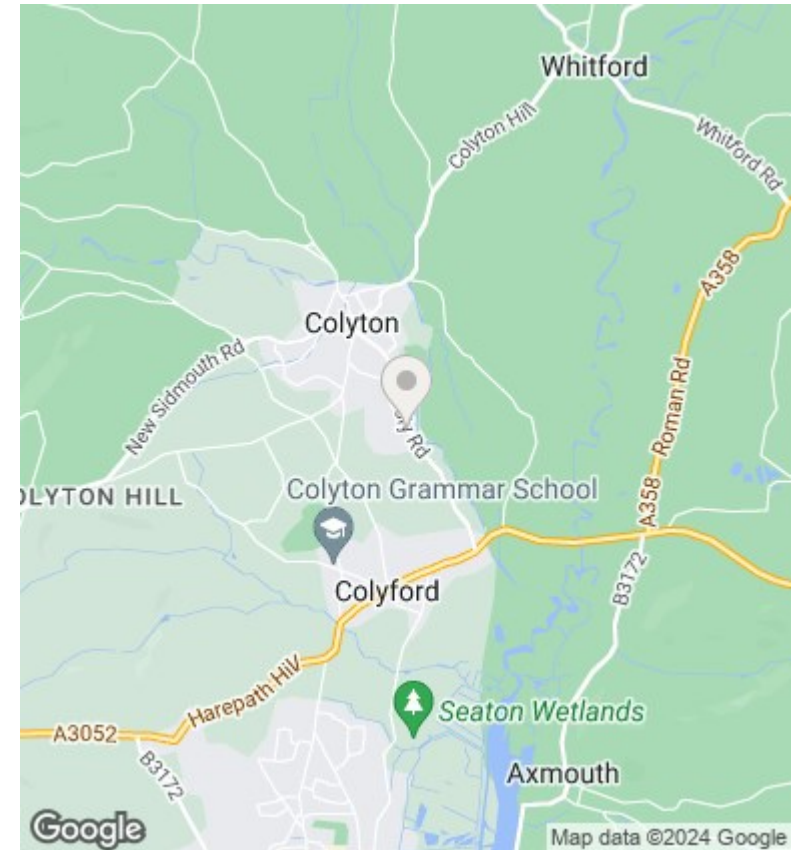 Whitford
Colyton Hill
Whitford Rd
A358
Colyton
New Sidmouth Rd
Rd
Roman Rd
OLYTON HILL
Colyton Grammar School
A358
Colyford
B3172
Harepath Hill
Seaton Wetlands
A3052
B3172
Axmouth
Google
Map data ©2024 Google